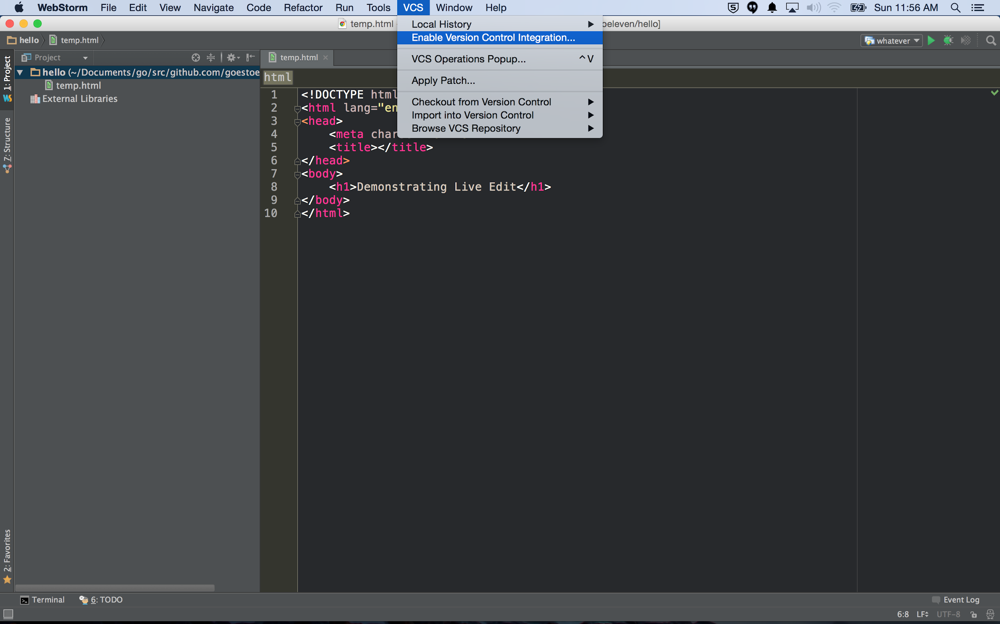 WebStorm File Edit View Navigate Code Refactor Run Tools VCS Window Help Sun 11:56 AM
temp.html oeleven/hello]
hello temp.html whatever
Project temp.html
hello (~/Documents/go/src/github.com/goestoe
temp.html
External Libraries
1: Project
7: Structure
2: Favorites
Local History
Enable Version Control Integration...
VCS Operations Popup... ^V
Apply Patch...
Checkout from Version Control
Import into Version Control
Browse VCS Repository
html
1 <!DOCTYPE html
2 <html lang="en
3 <head>
4 <meta char
5 <title></title>
6 </head>
7 <body>
8 <h1>Demonstrating Live Edit</h1>
9 </body>
10 </html>
Terminal 6: TODO Event Log
6:8 LF UTF-8